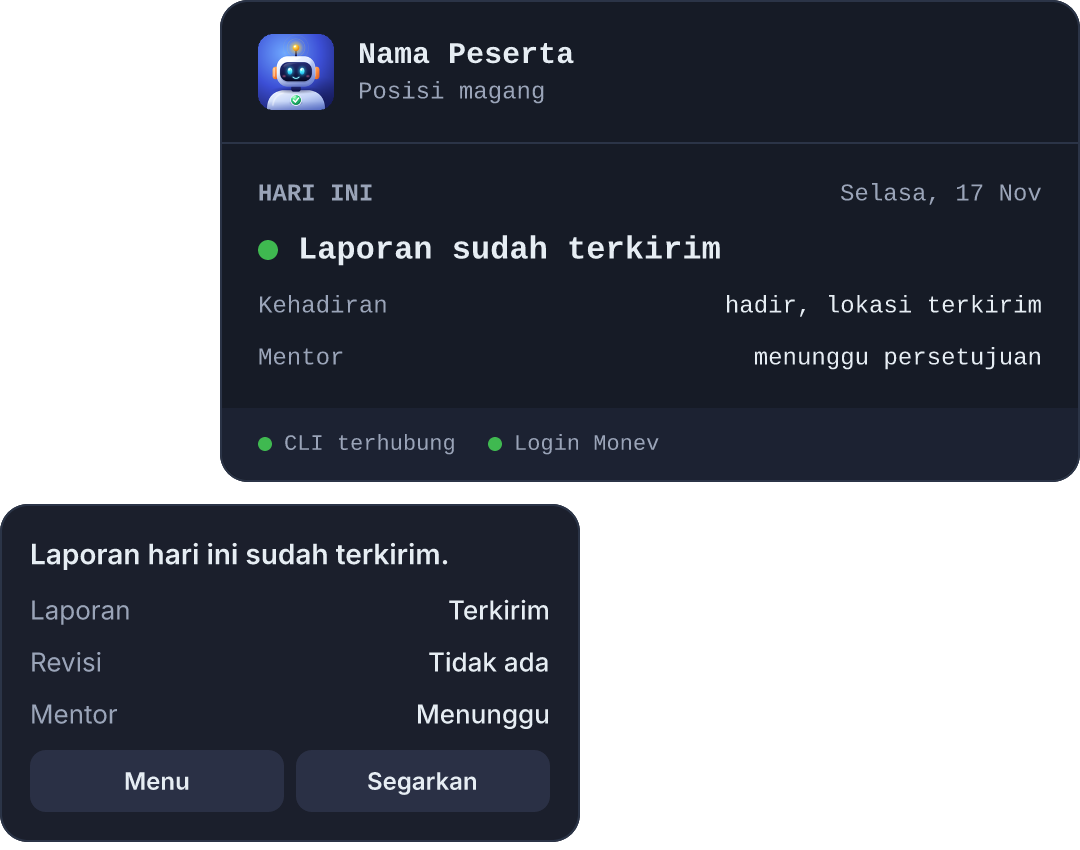 Nama Peserta
Posisi magang
HARI INI Selasa, 17 Nov
Laporan sudah terkirim
Kehadiran hadir, lokasi terkirim
Mentor menunggu persetujuan
CLI terhubung Login Monev
Laporan hari ini sudah terkirim.
Laporan Terkirim
Revisi Tidak ada
Mentor Menunggu
Menu Segarkan